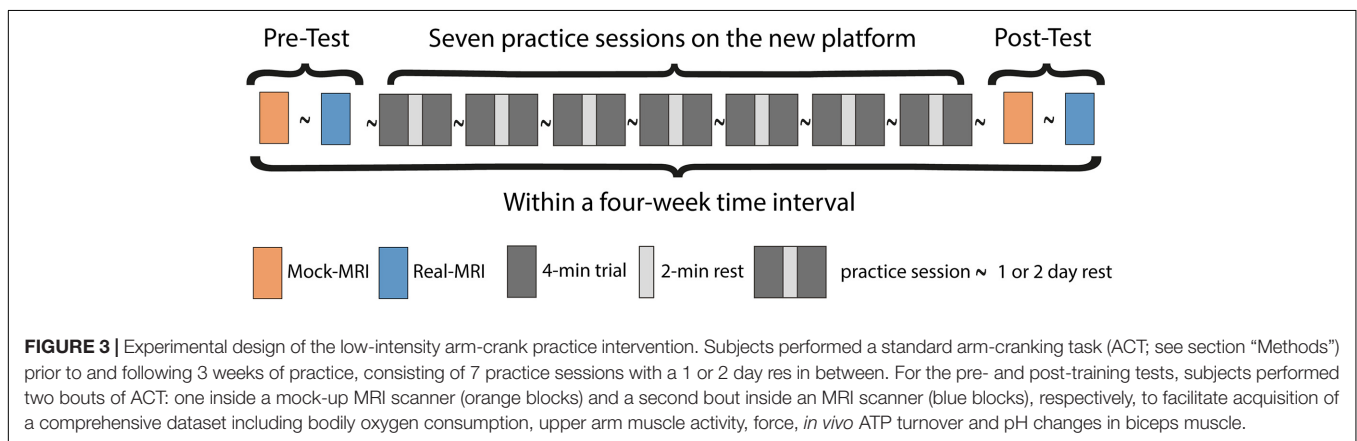 Pre-Test Seven practice sessions on the new platform Post-Test
~ ~ ~ ~ ~ ~ ~ ~ ~ ~
Within a four-week time interval
Mock-MRI Real-MRI 4-min trial 2-min rest practice session ~ 1 or 2 day rest
FIGURE 3 | Experimental design of the low-intensity arm-crank practice intervention. Subjects performed a standard arm-cranking task (ACT; see section “Methods”)
prior to and following 3 weeks of practice, consisting of 7 practice sessions with a 1 or 2 day res in between. For the pre- and post-training tests, subjects performed
two bouts of ACT: one inside a mock-up MRI scanner (orange blocks) and a second bout inside an MRI scanner (blue blocks), respectively, to facilitate acquisition of
a comprehensive dataset including bodily oxygen consumption, upper arm muscle activity, force, in vivo ATP turnover and pH changes in biceps muscle.